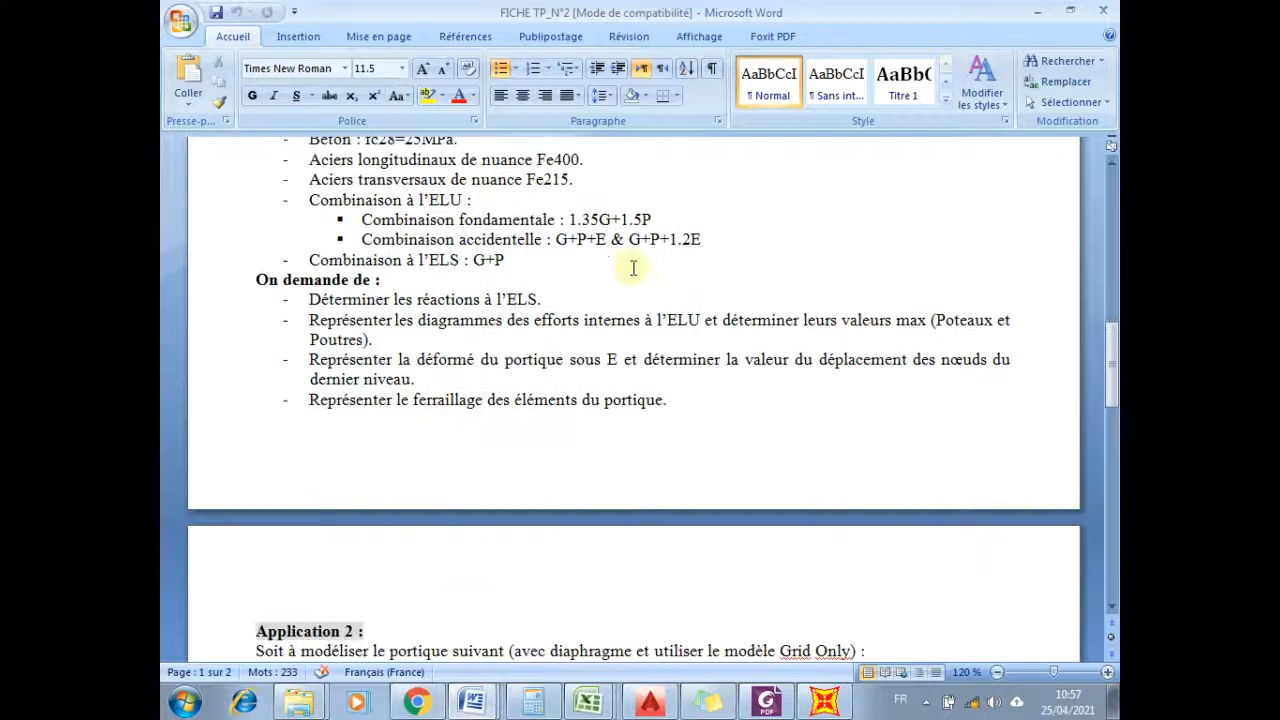 FICHE TP_N°2 [Mode de compatibilité] - Microsoft Word
Accueil Insertion Mise en page Références Publipostage Révision Affichage Foxit PDF
Coller
Presse-p...
Times New Roman 11.5
G I S abc x₂ x² Aa
Police
Paragraphe
AaBbCcI AaBbCcI AaBbC
¶ Normal ¶ Sans int... Titre 1
Modifier les styles
Style
Rechercher
Remplacer
Sélectionner
Modification
- Béton : fc28=25MPa.
- Aciers longitudinaux de nuance Fe400.
- Aciers transversaux de nuance Fe215.
- Combinaison à l’ELU :
▪ Combinaison fondamentale : 1.35G+1.5P
▪ Combinaison accidentelle : G+P+E & G+P+1.2E
- Combinaison à l’ELS : G+P
On demande de :
- Déterminer les réactions à l’ELS.
- Représenter les diagrammes des efforts internes à l’ELU et déterminer leurs valeurs max (Poteaux et
Poutres).
- Représenter la déformé du portique sous E et déterminer la valeur du déplacement des nœuds du
dernier niveau.
- Représenter le ferraillage des éléments du portique.
Application 2 :
Soit à modéliser le portique suivant (avec diaphragme et utiliser le modèle Grid Only) :
Page : 1 sur 2 Mots : 233 Français (France) 120 %
FR 10:57
25/04/2021